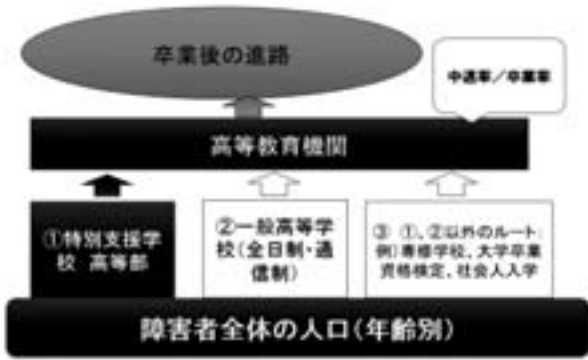 卒業後の進路
中退率／卒業率
高等教育機関
①特別支援学
校 高等部
②一般高等学
校(全日制・通
信制)
③ ①、②以外のルート:
例)専修学校、大学卒業
資格検定、社会人入学
障害者全体の人口(年齢別)